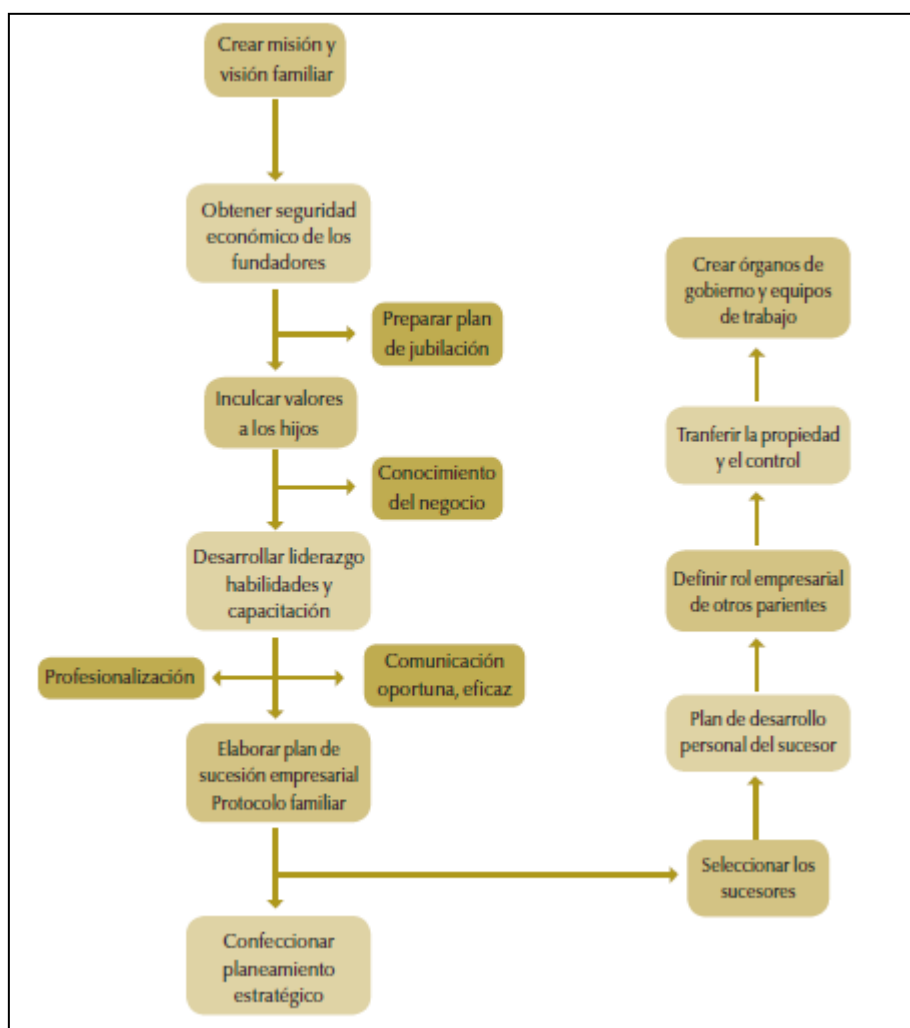 Crear misión y
visión familiar
Obtener seguridad
económico de los
fundadores
Preparar plan
de jubilación
Inculcar valores
a los hijos
Conocimiento
del negocio
Desarrollar liderazgo
habilidades y
capacitación
Profesionalización
Comunicación
oportuna, eficaz
Elaborar plan de
sucesión empresarial
Protocolo familiar
Confeccionar
planeamiento
estratégico
Seleccionar los
sucesores
Plan de desarrollo
personal del sucesor
Definir rol empresarial
de otros parientes
Tranferir la propiedad
y el control
Crear órganos de
gobierno y equipos
de trabajo